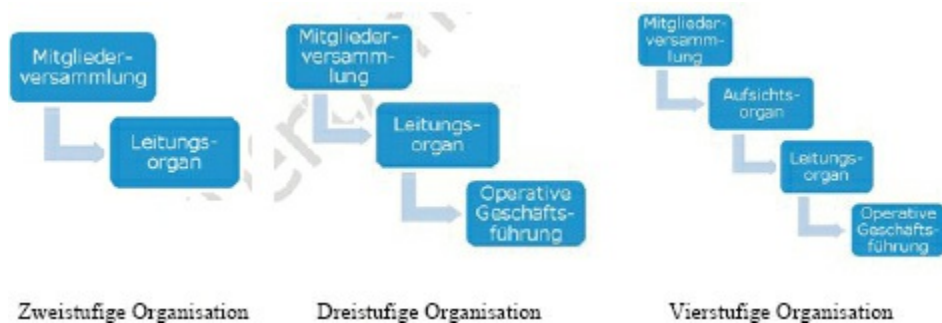 Mitglieder-
versammlung
Leitungs-
organ
Zweistufige Organisation
Mitglieder-
versamm-
lung
Leitungs-
organ
Operative
Geschäfts-
führung
Dreistufige Organisation
Mitglieder-
versamm-
lung
Aufsichts-
organ
Leitungs-
organ
Operative
Geschäfts-
führung
Vierstufige Organisation